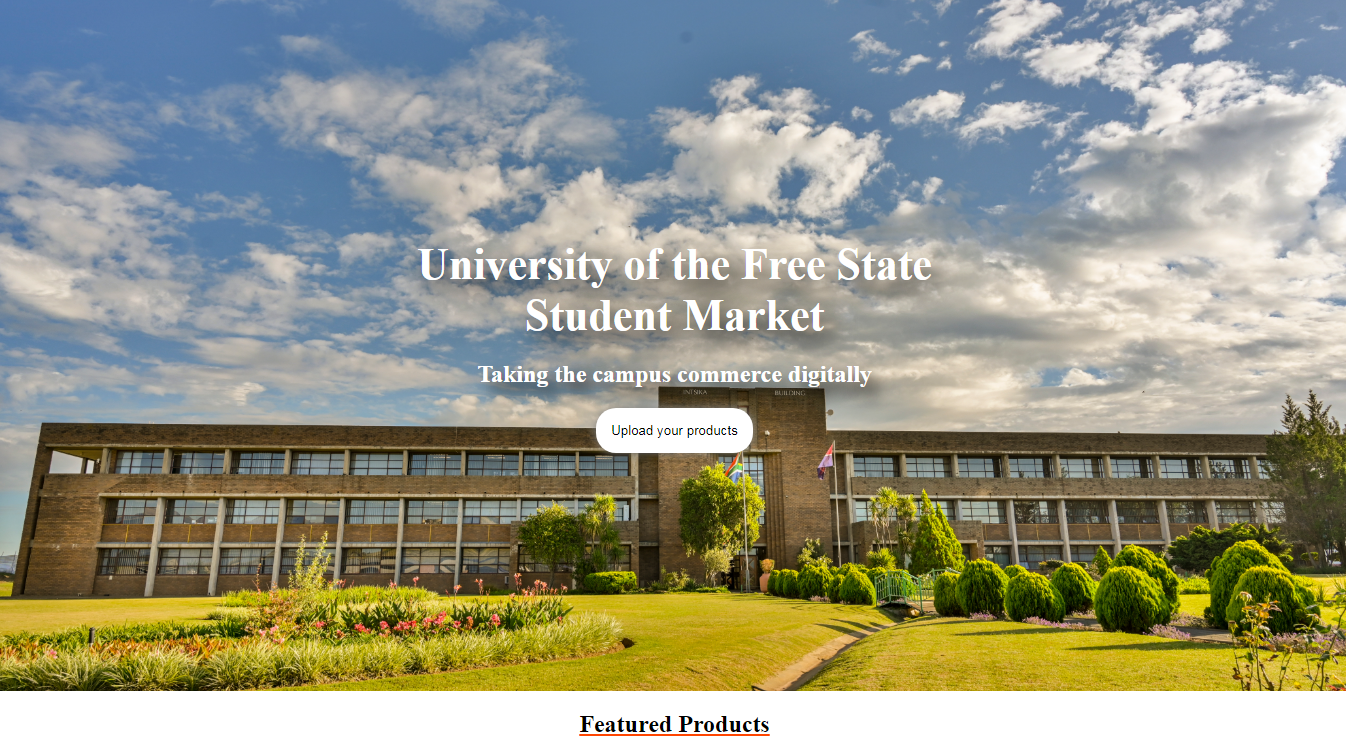 University of the Free State
Student Market
Taking the campus commerce digitally
INTSIKA BUILDING
Upload your products
Featured Products